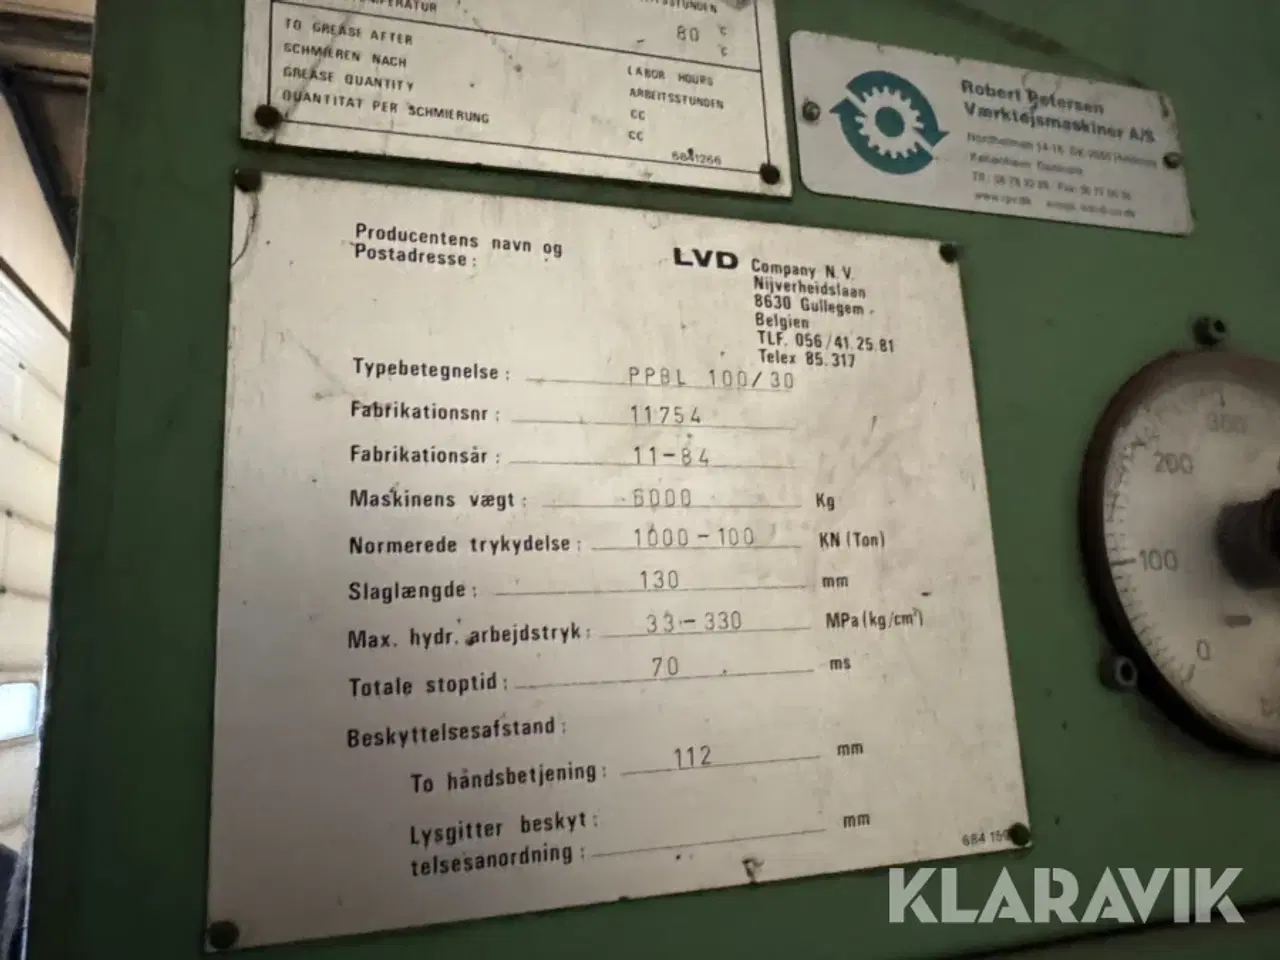 80 °C
°C
TO GREASE AFTER
SCHMIEREN NACH
LABOR HOURS
ARBEITSSTUNDEN
GREASE QUANTITY
CC
QUANTITAT PER SCHMIERUNG
CC
6841266
Robert Petersen
Værktøjsmaskiner A/S
Producentens navn og
Postadresse:
LVD Company N.V.
Nijverheidslaan
8630 Gullegem
Belgien
TLF. 056/41.25.81
Telex 85.317
Typebetegnelse: PPBL 100/30
Fabrikationsnr: 11754
Fabrikationsår: 11-84
Maskinens vægt: 6000 Kg
Normerede trykydelse: 1000-100 KN (Ton)
Slaglængde: 130 mm
Max. hydr. arbejdstryk: 33-330 MPa (kg/cm²)
Totale stoptid: 70 ms
Beskyttelsesafstand:
To håndsbetjening: 112 mm
Lysgitter beskyt:
telsesanordning: mm
684 159
300
200
100
0
KLARAVIK